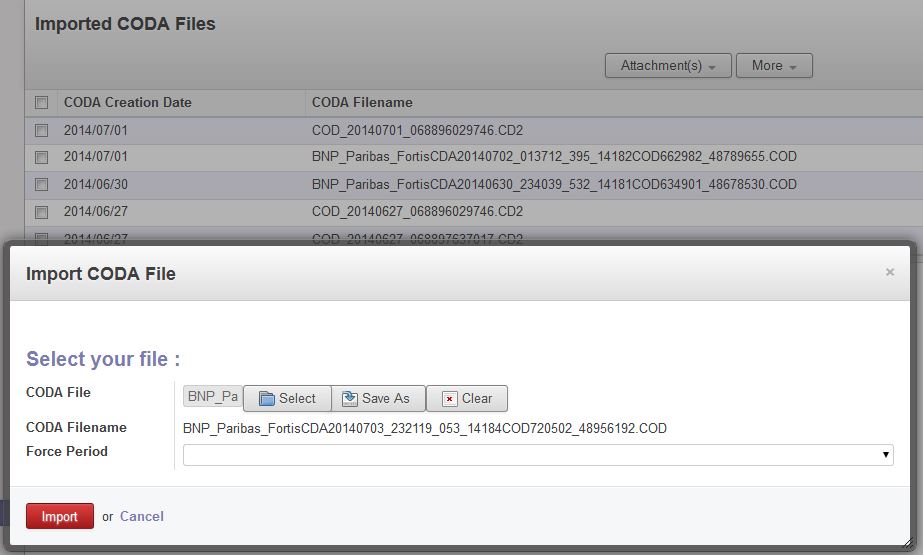 Imported CODA Files
Attachment(s) More
CODA Creation Date CODA Filename
2014/07/01 COD_20140701_068896029746.CD2
2014/07/01 BNP_Paribas_FortisCDA20140702_013712_395_14182COD662982_48789655.COD
2014/06/30 BNP_Paribas_FortisCDA20140630_234039_532_14181COD634901_48678530.COD
2014/06/27 COD_20140627_068896029746.CD2
2014/06/27 COD_20140627_068897637017.CD2
Import CODA File ×
Select your file :
CODA File BNP_Pa Select Save As Clear
CODA Filename BNP_Paribas_FortisCDA20140703_232119_053_14184COD720502_48956192.COD
Force Period
Import or Cancel